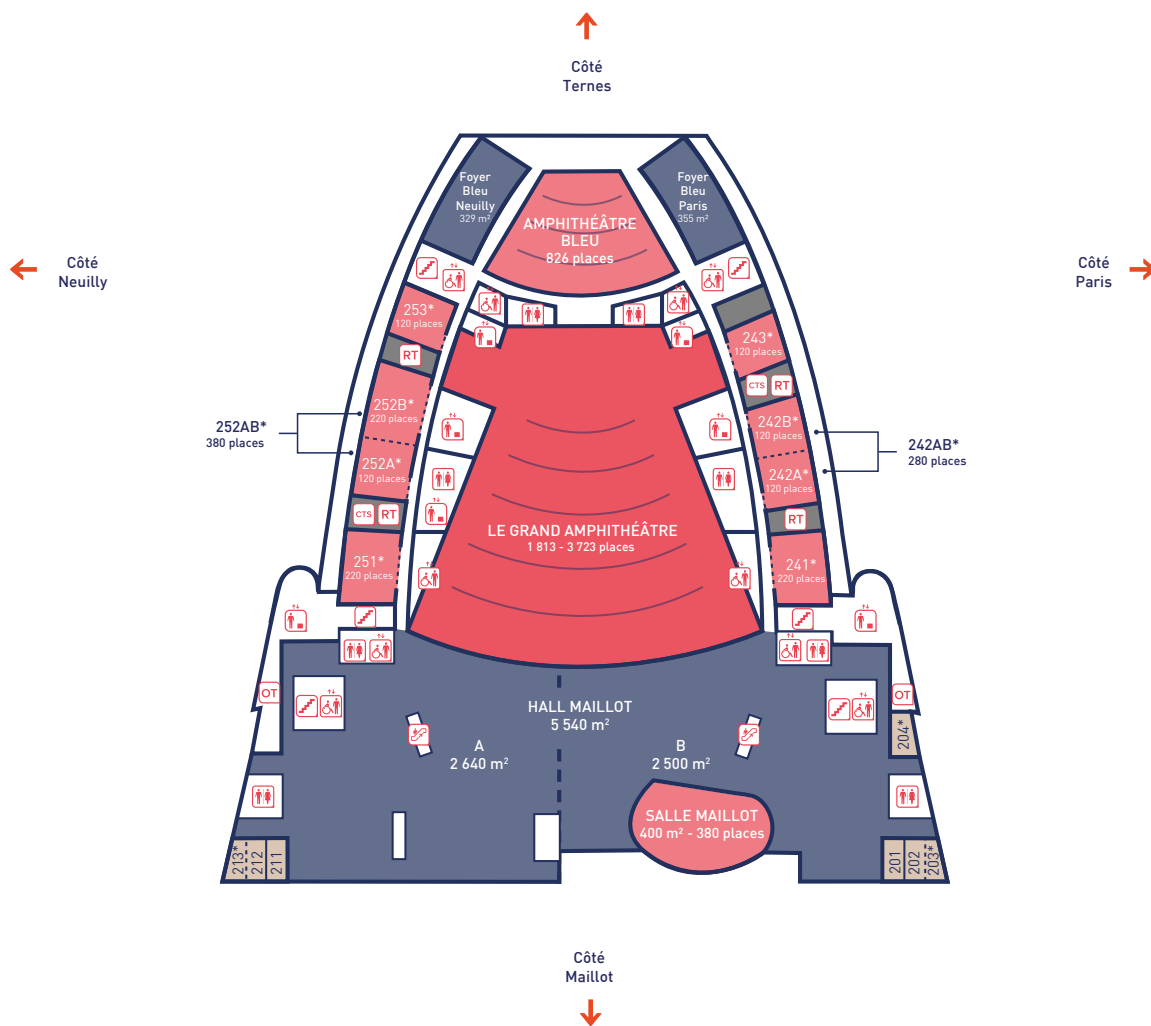 Côté
Ternes
Côté
Neuilly
Côté
Paris
Foyer
Bleu
Neuilly
329 m²
Foyer
Bleu
Paris
355 m²
AMPHITHÉÂTRE
BLEU
826 places
253*
120 places
RT
252B*
220 places
252A*
120 places
252AB*
380 places
CTS RT
251*
220 places
243*
120 places
CTS RT
242B*
120 places
242A*
120 places
242AB*
280 places
RT
241*
220 places
LE GRAND AMPHITHÉÂTRE
1 813 - 3 723 places
OT
OT
HALL MAILLOT
5 540 m²
A
2 640 m²
B
2 500 m²
204*
SALLE MAILLOT
400 m² - 380 places
213*
212
211
201
202
203*
Côté
Maillot